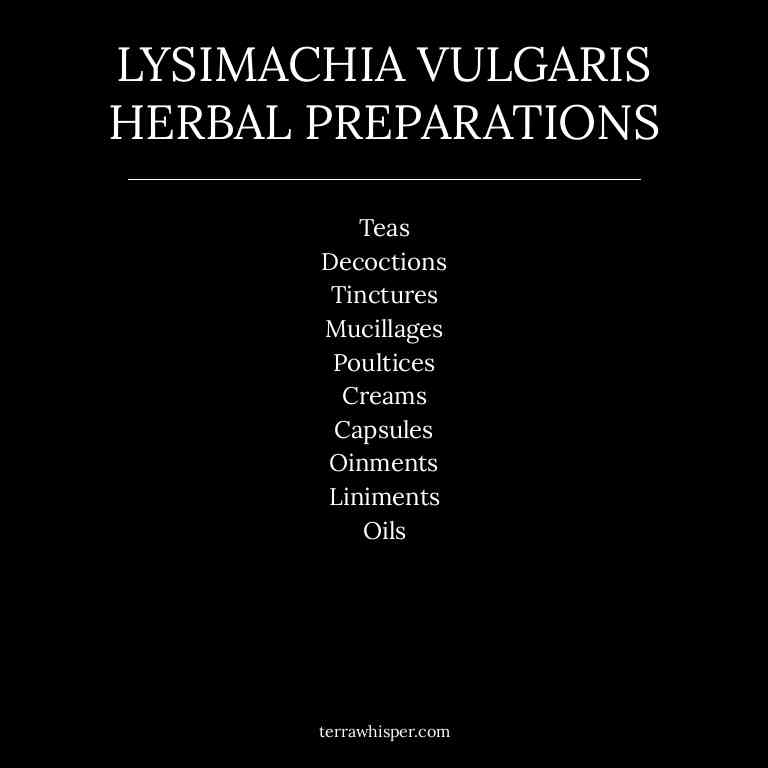 LYSIMACHIA VULGARIS
HERBAL PREPARATIONS
Teas
Decoctions
Tinctures
Mucillages
Poultices
Creams
Capsules
Oinments
Liniments
Oils
terrawhisper.com